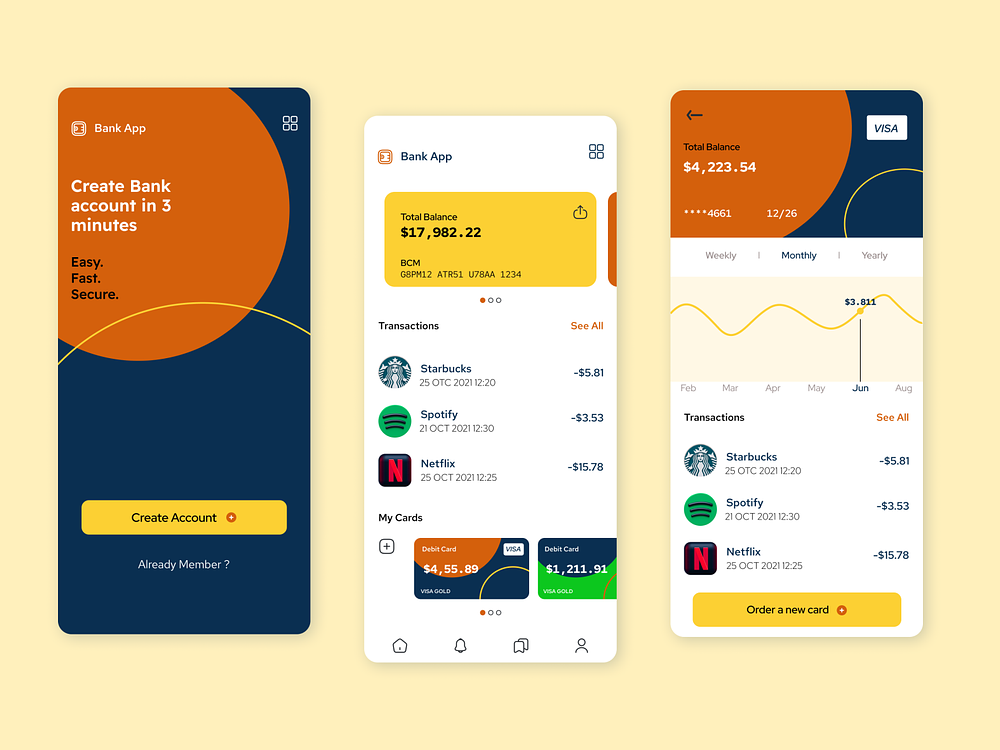 Bank App
Create Bank
account in 3
minutes
Easy.
Fast.
Secure.
Create Account
Already Member ?
Bank App
Total Balance
$17,982.22
BCM
G8PM12 ATR51 U78AA 1234
Transactions
See All
Starbucks
25 OTC 2021 12:20
-$5.81
Spotify
21 OCT 2021 12:30
-$3.53
Netflix
25 OCT 2021 12:25
-$15.78
My Cards
Debit Card
VISA
$4,55.89
VISA GOLD
Debit Card
$1,211.91
VISA GOLD
VISA
Total Balance
$4,223.54
****4661
12/26
Weekly | Monthly | Yearly
$3.811
Feb Mar Apr May Jun Aug
Transactions
See All
Starbucks
25 OTC 2021 12:20
-$5.81
Spotify
21 OCT 2021 12:30
-$3.53
Netflix
25 OCT 2021 12:25
-$15.78
Order a new card